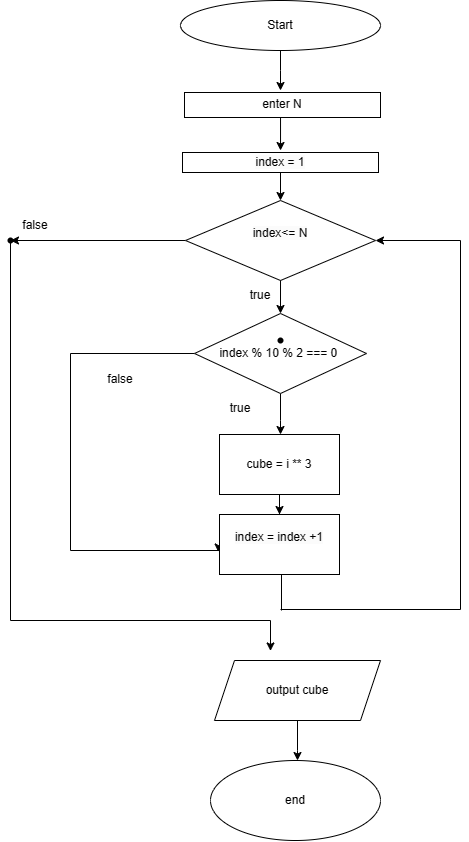 Start
enter N
index = 1
index<= N
false
true
index % 10 % 2 === 0
false
true
cube = i ** 3
index = index +1
output cube
end